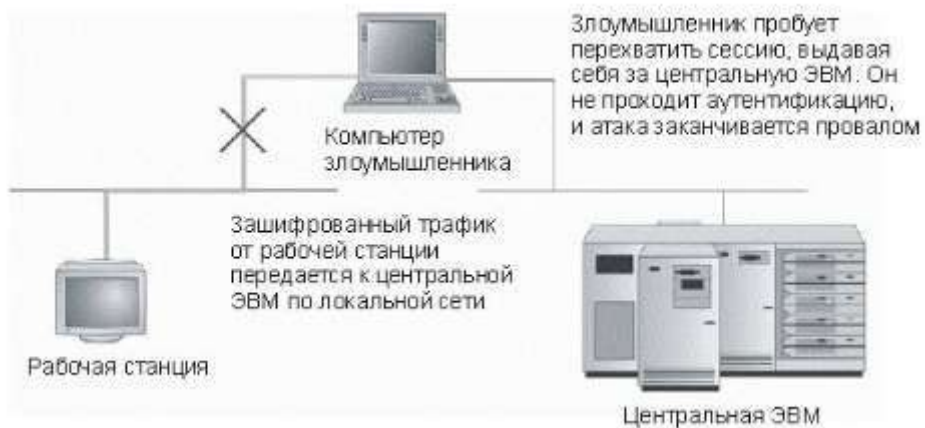 Злоумышленник пробует
перехватить сессию, выдавая
себя за центральную ЭВМ. Он
не проходит аутентификацию,
и атака заканчивается провалом
Компьютер
злоумышленника
Зашифрованный трафик
от рабочей станции
передается к центральной
ЭВМ по локальной сети
Рабочая станция
Центральная ЭВМ